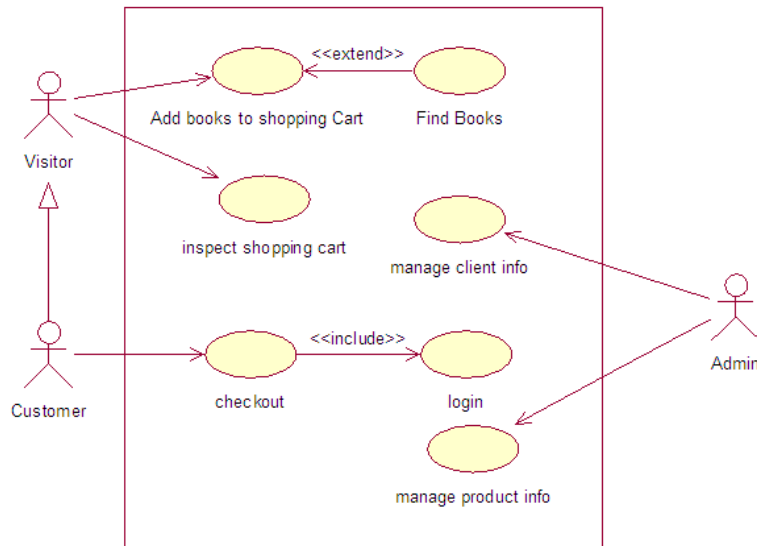 <<extend>>
Add books to shopping Cart
Find Books
Visitor
inspect shopping cart
manage client info
<<include>>
Admin
checkout
login
Customer
manage product info